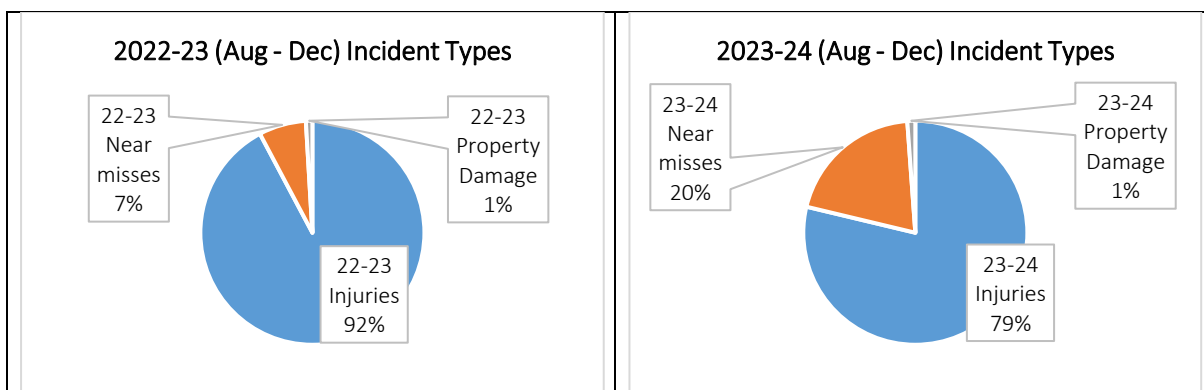 2022-23 (Aug - Dec) Incident Types
22-23
Near
misses
7%
22-23
Property
Damage
1%
22-23
Injuries
92%
2023-24 (Aug - Dec) Incident Types
23-24
Near
misses
20%
23-24
Property
Damage
1%
23-24
Injuries
79%